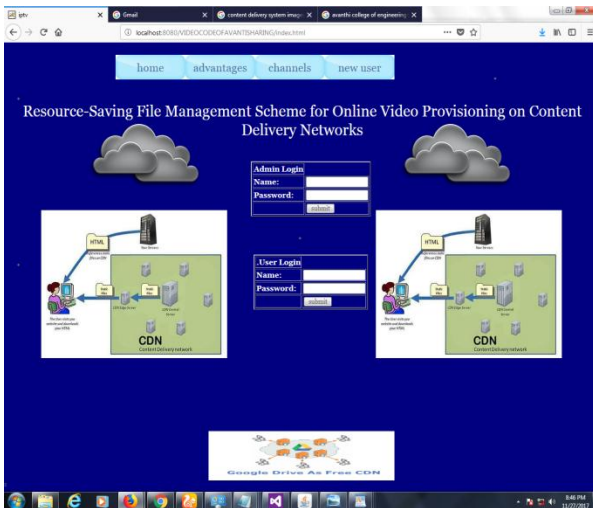 iptv
Gmail
content delivery system image
avanthi college of engineering
localhost:8080/VIDEOCODEOFAVANTISHARING/index.html
home advantages channels new user
Resource-Saving File Management Scheme for Online Video Provisioning on Content
Delivery Networks
Admin Login
Name:
Password:
submit
.User Login
Name:
Password:
submit
HTML
CDN
Content Delivery network
HTML
CDN
Content Delivery network
Google Drive As Free CDN
8:46 PM
11/27/2017